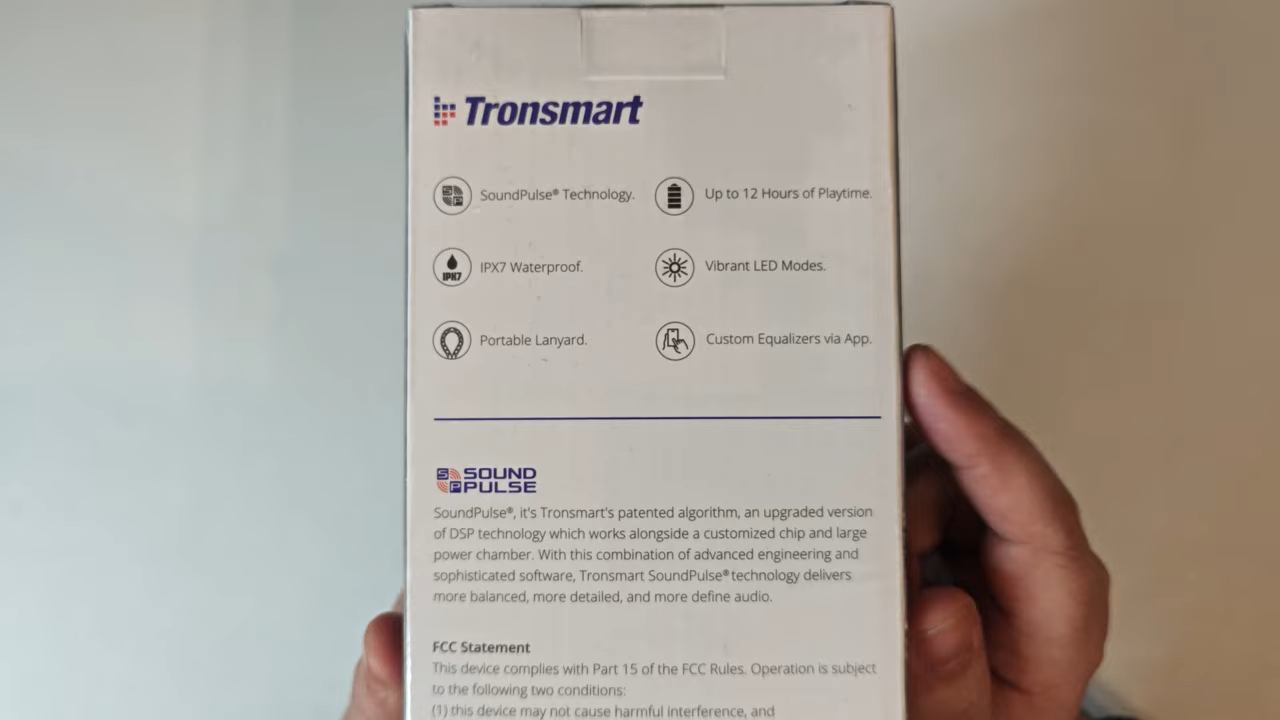 Tronsmart
SoundPulse® Technology.
Up to 12 Hours of Playtime.
IPX7
IPX7 Waterproof.
Vibrant LED Modes.
Portable Lanyard.
Custom Equalizers via App.
S
P
SOUND
PULSE
SoundPulse®, it's Tronsmart's patented algorithm, an upgraded version
of DSP technology which works alongside a customized chip and large
power chamber. With this combination of advanced engineering and
sophisticated software, Tronsmart SoundPulse® technology delivers
more balanced, more detailed, and more define audio.
FCC Statement
This device complies with Part 15 of the FCC Rules. Operation is subject
to the following two conditions:
(1) this device may not cause harmful interference, and